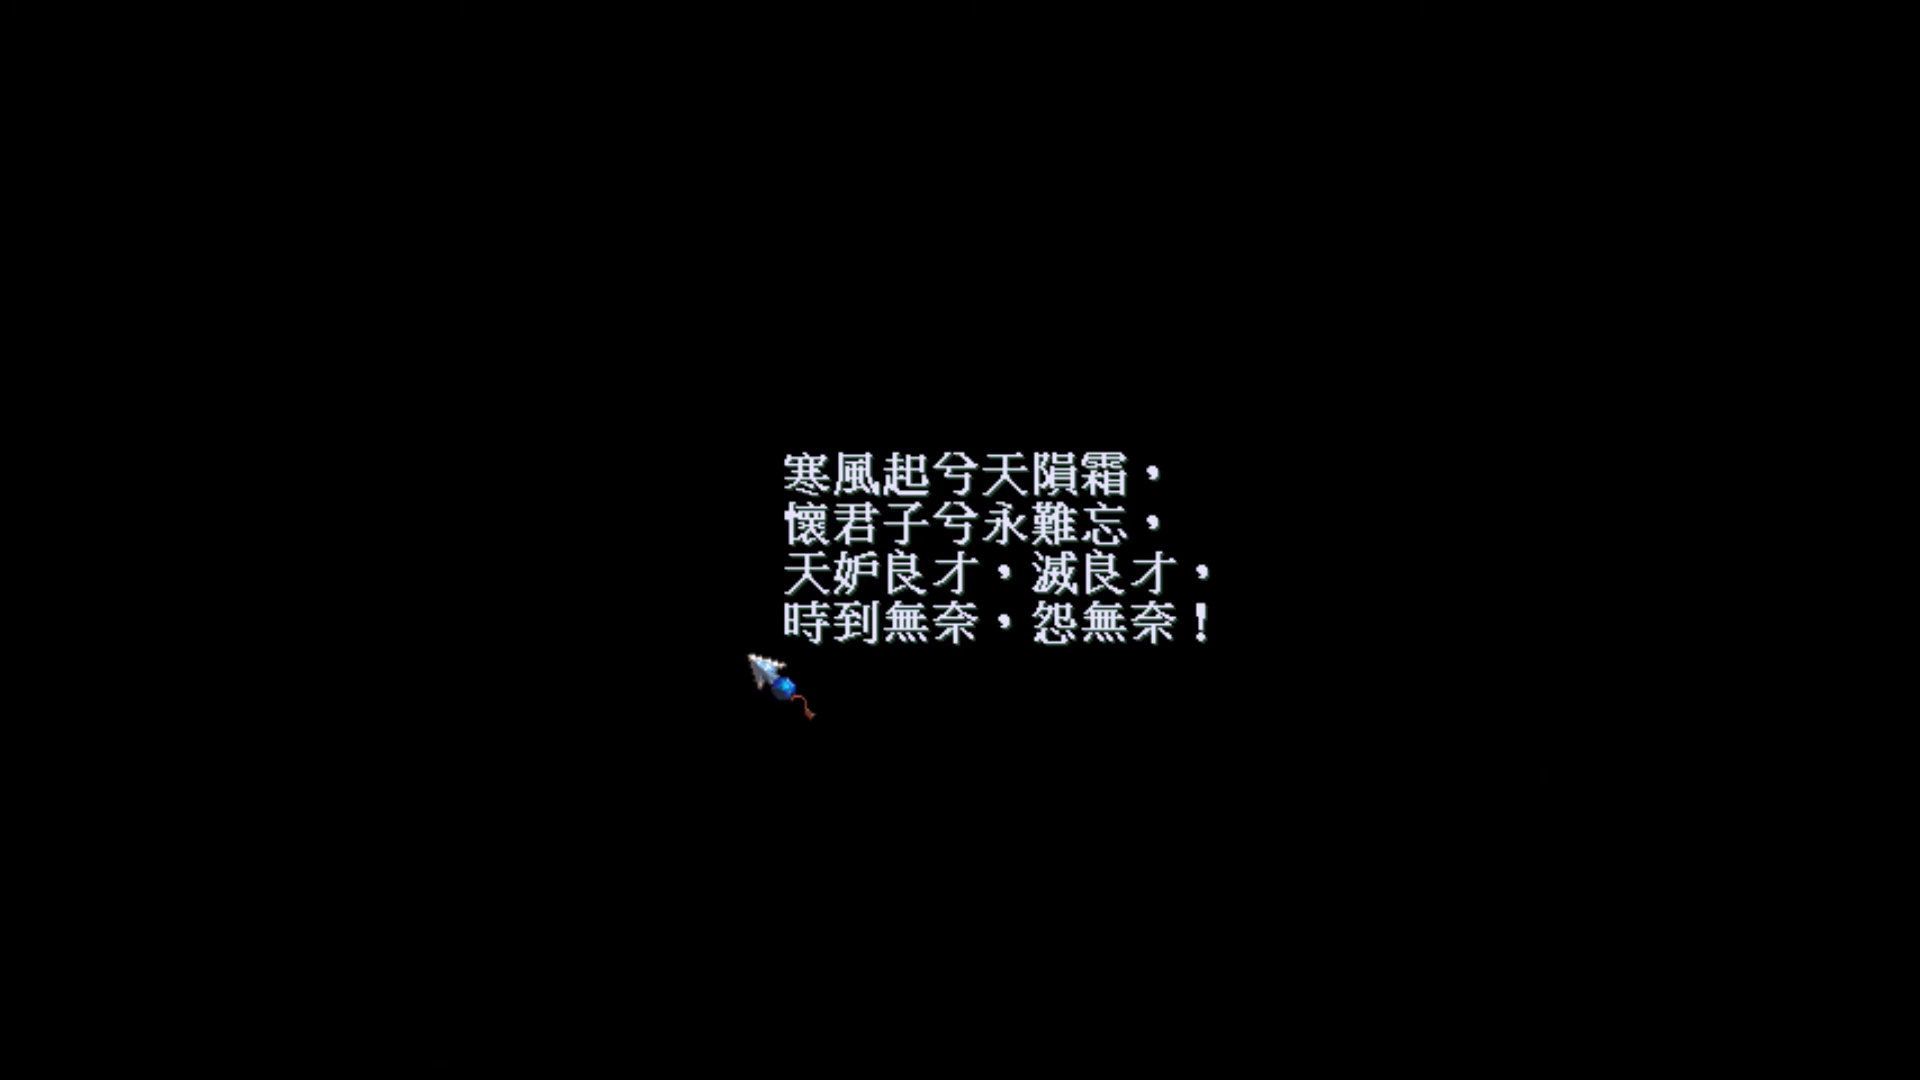 寒風起兮天隕霜，
懷君子兮永難忘，
天妒良才，滅良才，
時到無奈，怨無奈！